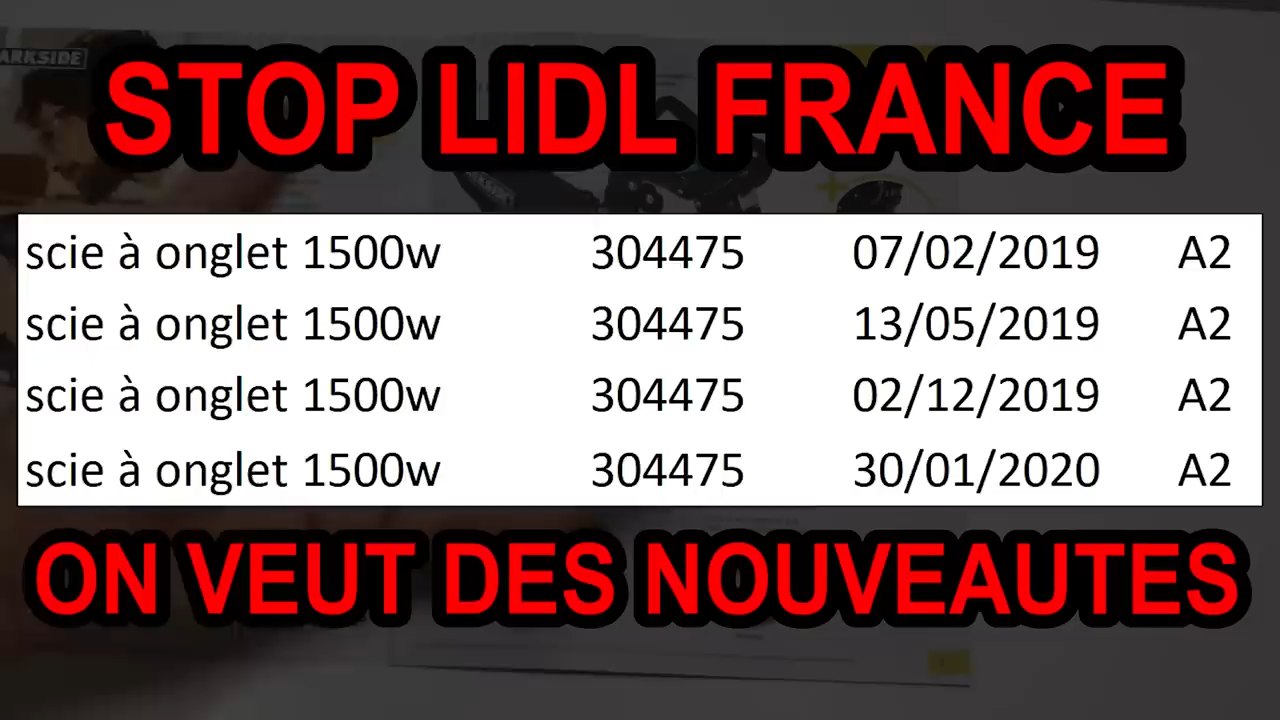 ARKSIDE
STOP LIDL FRANCE
scie à onglet 1500w 304475 07/02/2019 A2
scie à onglet 1500w 304475 13/05/2019 A2
scie à onglet 1500w 304475 02/12/2019 A2
scie à onglet 1500w 304475 30/01/2020 A2
ON VEUT DES NOUVEAUTES